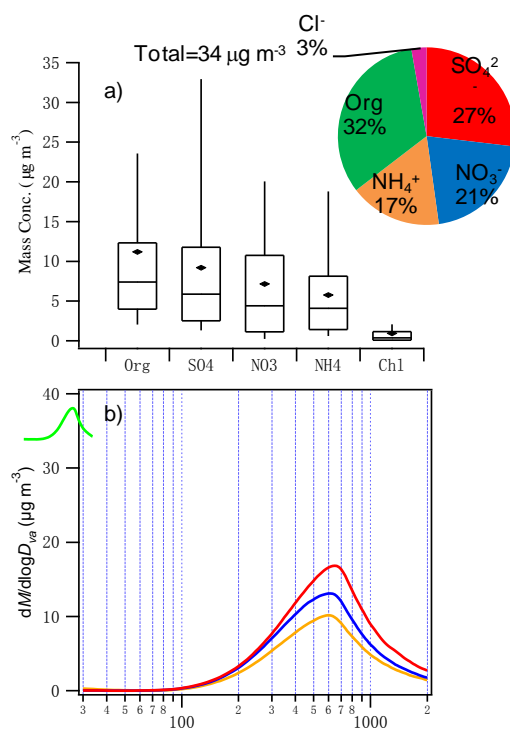 Cl⁻
3%
Total=34 μg m⁻³
SO₄²
-
27%
Org
32%
NO₃⁻
21%
NH₄⁺
17%
a)
Mass Conc. (μg m⁻³)
35
30
25
20
15
10
5
0
Org SO4 NO3 NH4 Chl
b)
dM/dlogD_va (μg m⁻³)
40
30
20
10
0
3 4 5 6 7 8 100 2 3 4 5 6 7 8 1000 2